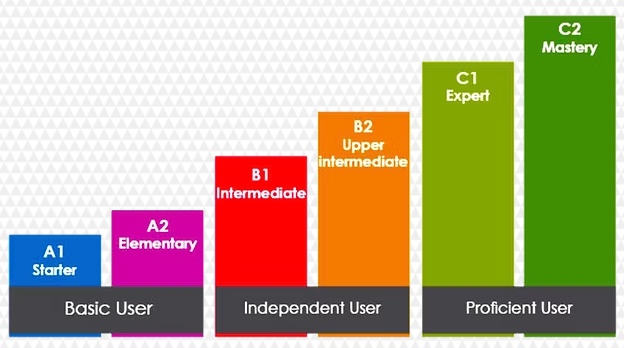 A1
Starter
A2
Elementary
B1
Intermediate
B2
Upper
intermediate
C1
Expert
C2
Mastery
Basic User
Independent User
Proficient User